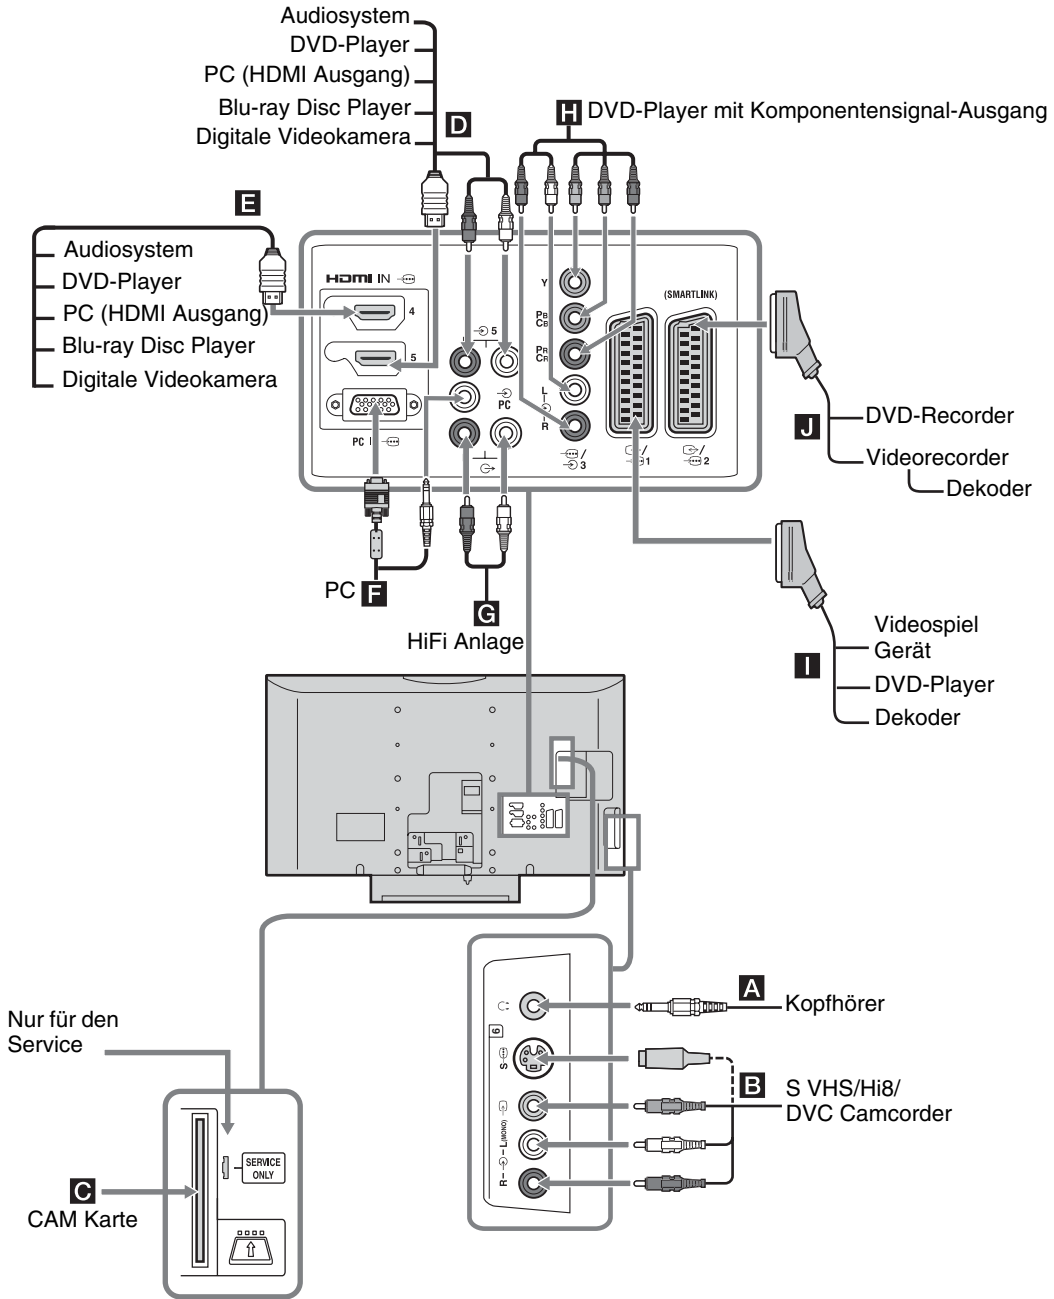 Audiosystem
DVD-Player
PC (HDMI Ausgang)
Blu-ray Disc Player
Digitale Videokamera
D
H DVD-Player mit Komponentensignal-Ausgang
E
Audiosystem
DVD-Player
PC (HDMI Ausgang)
Blu-ray Disc Player
Digitale Videokamera
HDMI IN
4
5
PC IN
5
PC
Y
PB
CB
PR
CR
L
R
3
(SMARTLINK)
1
2
J
DVD-Recorder
Videorecorder
Dekoder
PC F
G
HiFi Anlage
I
Videospiel
Gerät
DVD-Player
Dekoder
A
Kopfhörer
6
S
L(MONO)
R
B
S VHS/Hi8/
DVC Camcorder
Nur für den
Service
SERVICE
ONLY
C
CAM Karte